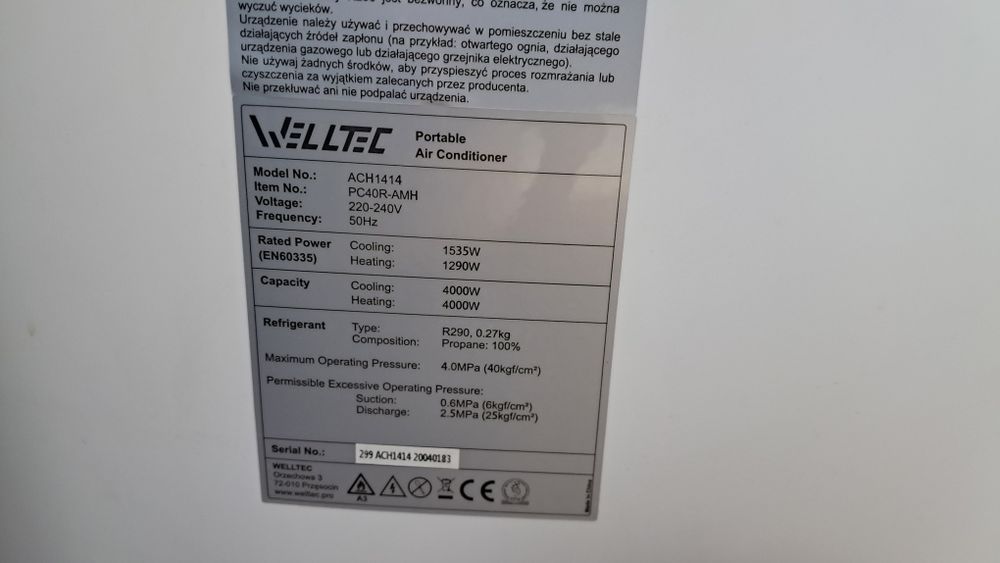 jest bezwonny, co oznacza, że nie można
wyczuć wycieków.
Urządzenie należy używać i przechowywać w pomieszczeniu bez stale
działających źródeł zapłonu (na przykład: otwartego ognia, działającego
urządzenia gazowego lub działającego grzejnika elektrycznego).
Nie używaj żadnych środków, aby przyspieszyć proces rozmrażania lub
czyszczenia za wyjątkiem zalecanych przez producenta.
Nie przekłuwać ani nie podpalać urządzenia.
WELLTEC Portable
Air Conditioner
Model No.: ACH1414
Item No.: PC40R-AMH
Voltage: 220-240V
Frequency: 50Hz
Rated Power Cooling: 1535W
(EN60335) Heating: 1290W
Capacity Cooling: 4000W
Heating: 4000W
Refrigerant Type: R290, 0.27kg
Composition: Propane: 100%
Maximum Operating Pressure: 4.0MPa (40kgf/cm²)
Permissible Excessive Operating Pressure:
Suction: 0.6MPa (6kgf/cm²)
Discharge: 2.5MPa (25kgf/cm²)
Serial No.: 299 ACH1414 20040183
WELLTEC
Orzechowa 3
72-010 Przęsocin
www.welltec.pro
A3
CE
Made in China